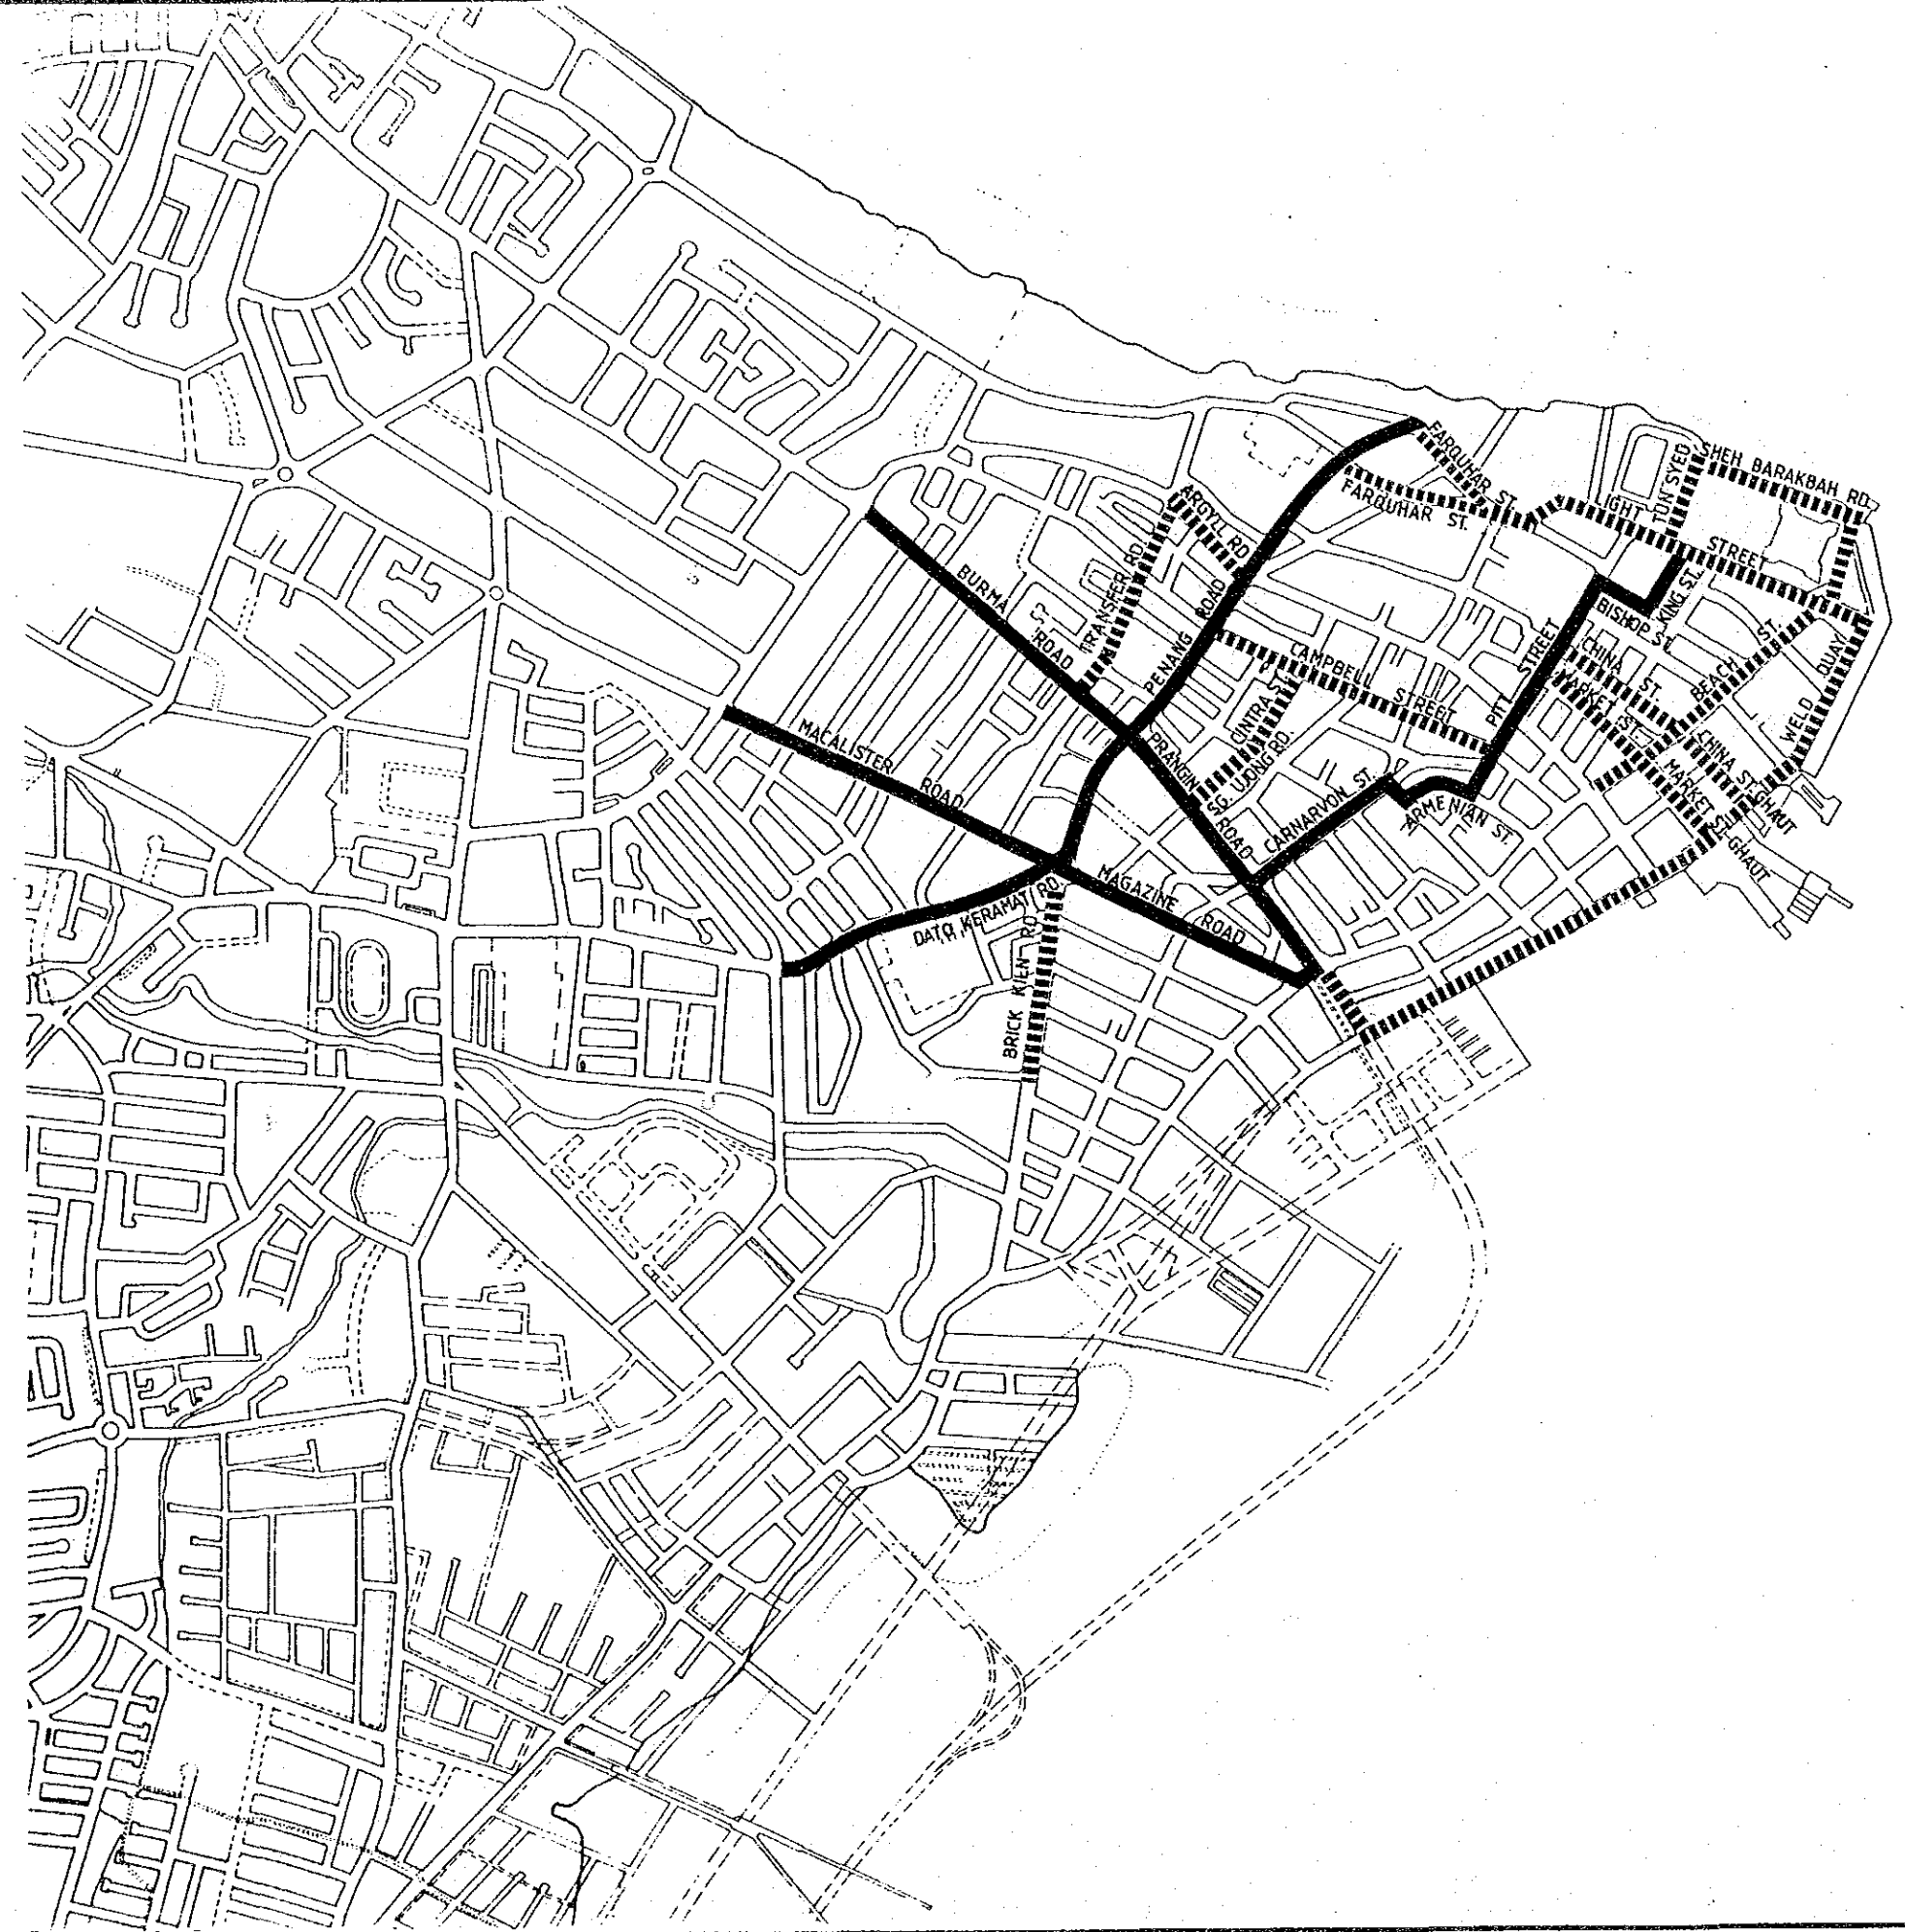 FARQUHAR ST.
FARQUHAR ST.
LIGHT
STREET
TUN SYED
SHEH BARAKBAH RD.
ARGYLL RD.
TRANSFER RD.
BURMA
ROAD
PENANG ROAD
CAMPBELL STREET
CINTRA ST.
SG. UJONG RD.
PRANGIN
ROAD
PITT STREET
BISHOP ST.
KING ST.
CHINA ST.
MARKET ST.
BEACH ST.
WELD QUAY
CHINA ST. GHAUT
MARKET ST. GHAUT
CARNARVON ST.
ARMENIAN ST.
MACALISTER ROAD
MAGAZINE ROAD
DATO KERAMAT RD.
BRICK KILN RD